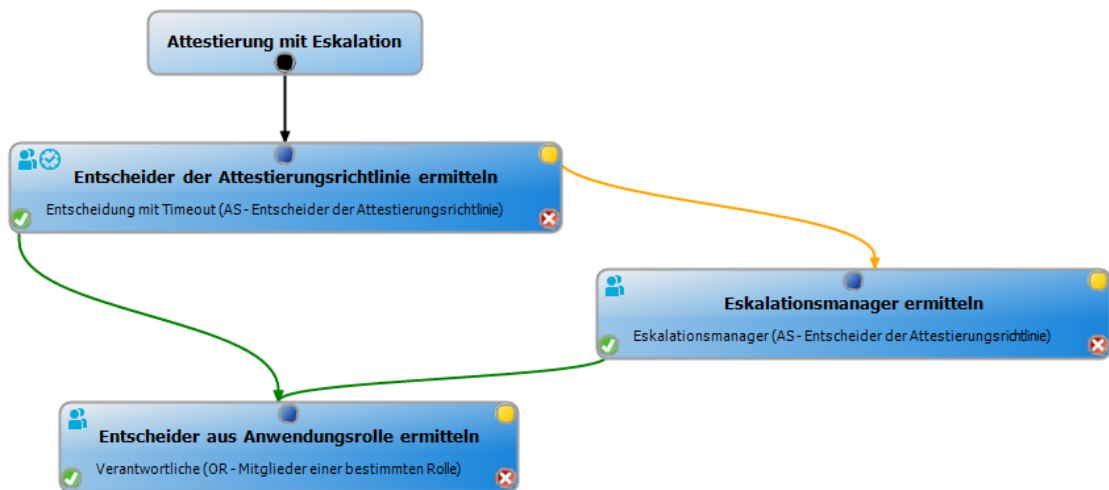 Attestierung mit Eskalation
Entscheider der Attestierungsrichtlinie ermitteln
Entscheidung mit Timeout (AS - Entscheider der Attestierungsrichtlinie)
Eskalationsmanager ermitteln
Eskalationsmanager (AS - Entscheider der Attestierungsrichtlinie)
Entscheider aus Anwendungsrolle ermitteln
Verantwortliche (OR - Mitglieder einer bestimmten Rolle)